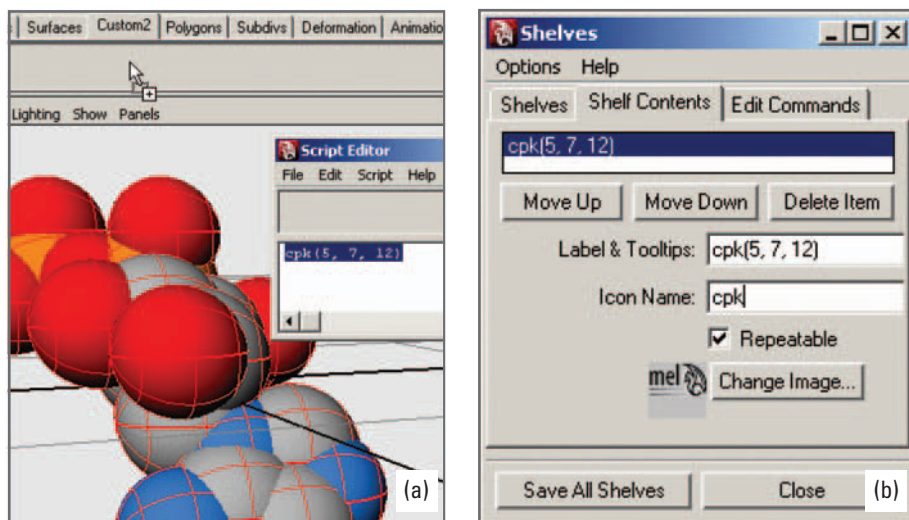 Surfaces Custom2 Polygons Subdivs Deformation Animatio
Lighting Show Panels
Script Editor
File Edit Script Help
cpk(5, 7, 12)
(a)
Shelves
Options Help
Shelves Shelf Contents Edit Commands
cpk(5, 7, 12)
Move Up Move Down Delete Item
Label & Tooltips: cpk(5, 7, 12)
Icon Name: cpk
Repeatable
mel Change Image...
Save All Shelves Close
(b)